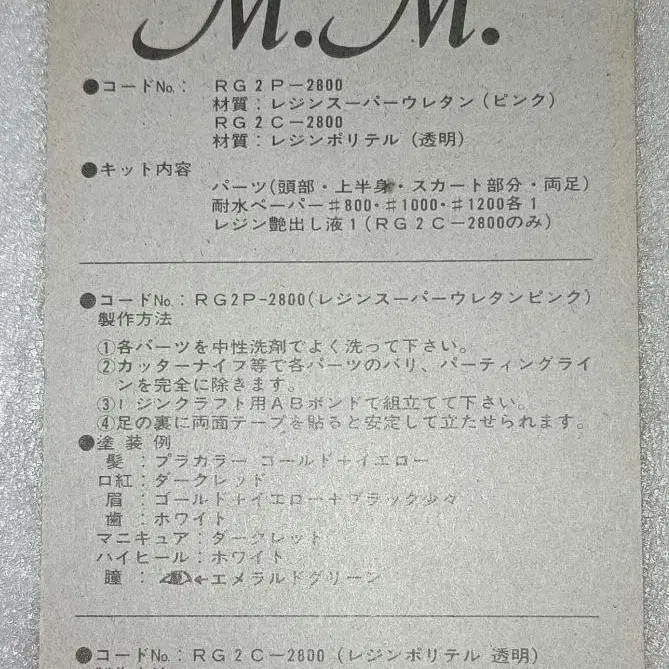 M.M.
●コードNo.： RG2P－2800
材質：レジンスーパーウレタン（ピンク）
RG2C－2800
材質：レジンポリテル（透明）
●キット内容
パーツ(頭部・上半身・スカート部分・両足)
耐水ペーパー♯800・♯1000・♯1200各1
レジン艶出し液1(RG2C－2800のみ)
●コードNo.：RG2P-2800(レジンスーパーウレタンピンク)
製作方法
①各パーツを中性洗剤でよく洗って下さい。
②カッターナイフ等で各パーツのバリ、パーティングライ
ンを完全に除きます。
③レジンクラフト用ABボンドで組立てて下さい。
④足の裏に両面テープを貼ると安定して立たせられます。
●塗装例
髪：プラカラー ゴールド＋イエロー
口紅：ダークレッド
眉：ゴールド＋イエロー＋ブラック少々
歯：ホワイト
マニキュア：ダークレット
ハイヒール：ホワイト
瞳：←エメラルドグリーン
●コードNo.：RG2C－2800（レジンポリテル 透明）